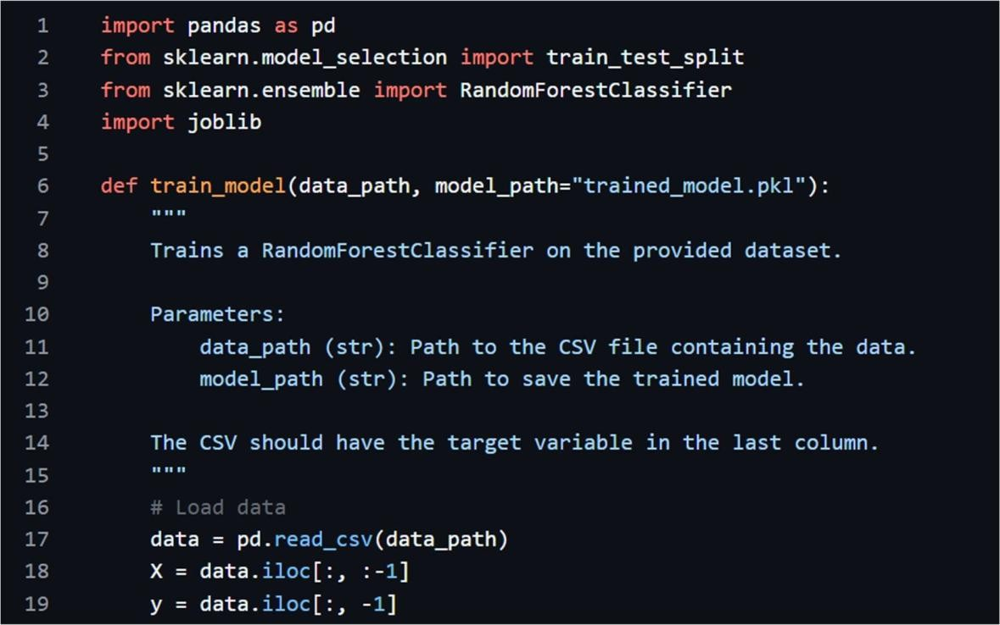 1 import pandas as pd
2 from sklearn.model_selection import train_test_split
3 from sklearn.ensemble import RandomForestClassifier
4 import joblib
5
6 def train_model(data_path, model_path="trained_model.pkl"):
7     """
8     Trains a RandomForestClassifier on the provided dataset.
9
10     Parameters:
11         data_path (str): Path to the CSV file containing the data.
12         model_path (str): Path to save the trained model.
13
14     The CSV should have the target variable in the last column.
15     """
16     # Load data
17     data = pd.read_csv(data_path)
18     X = data.iloc[:, :-1]
19     y = data.iloc[:, -1]